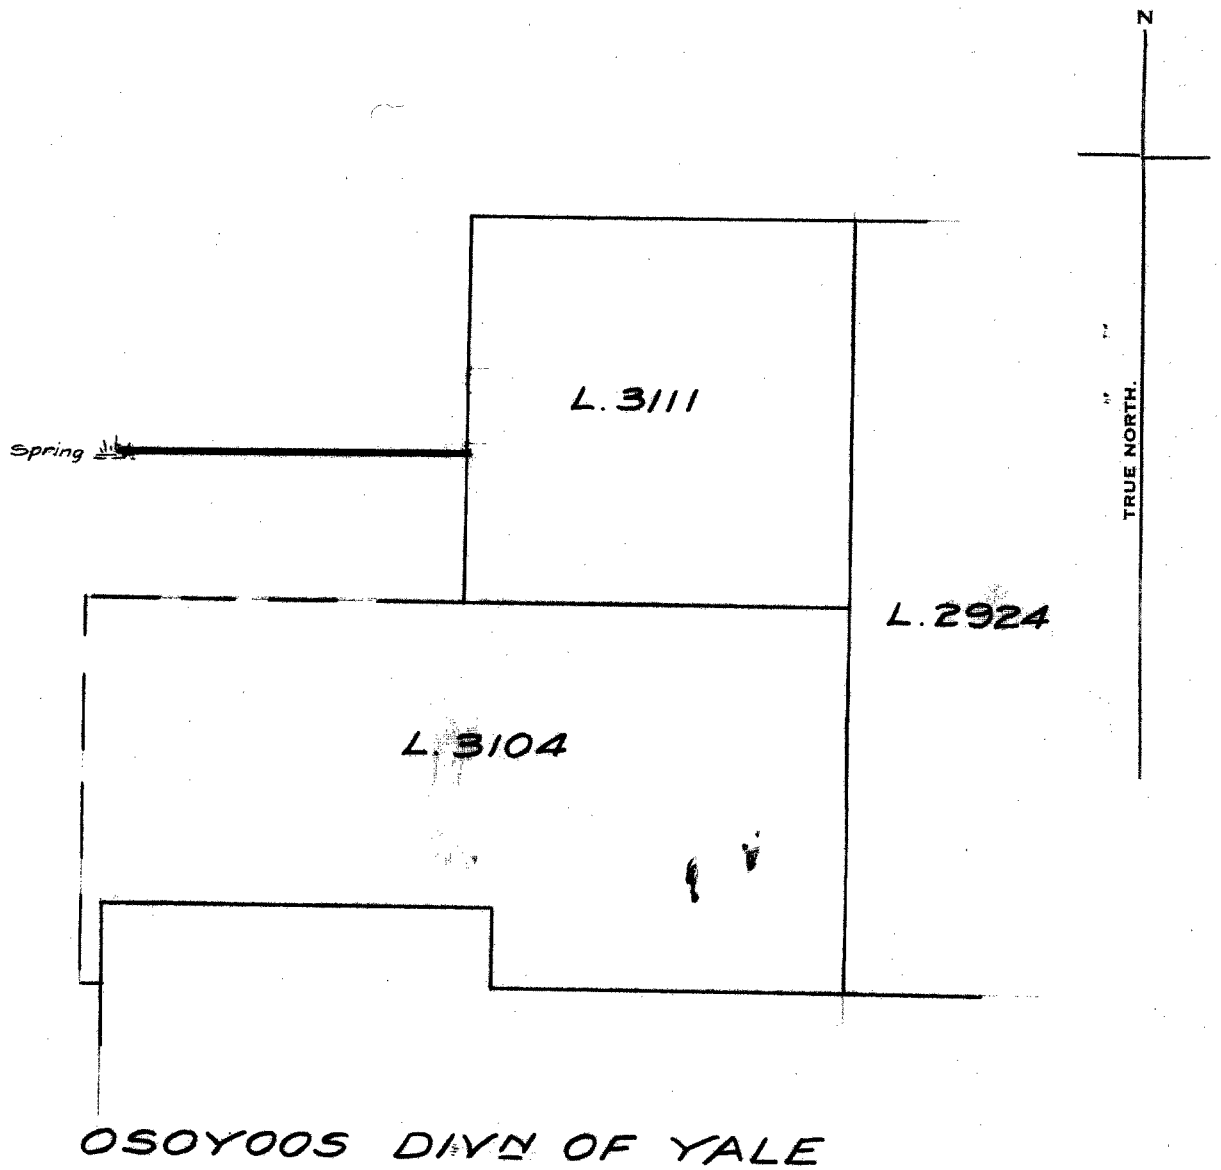 N
TRUE NORTH.
L. 3111
Spring
L. 2924
L. 3104
OSOYOOS DIVN OF YALE